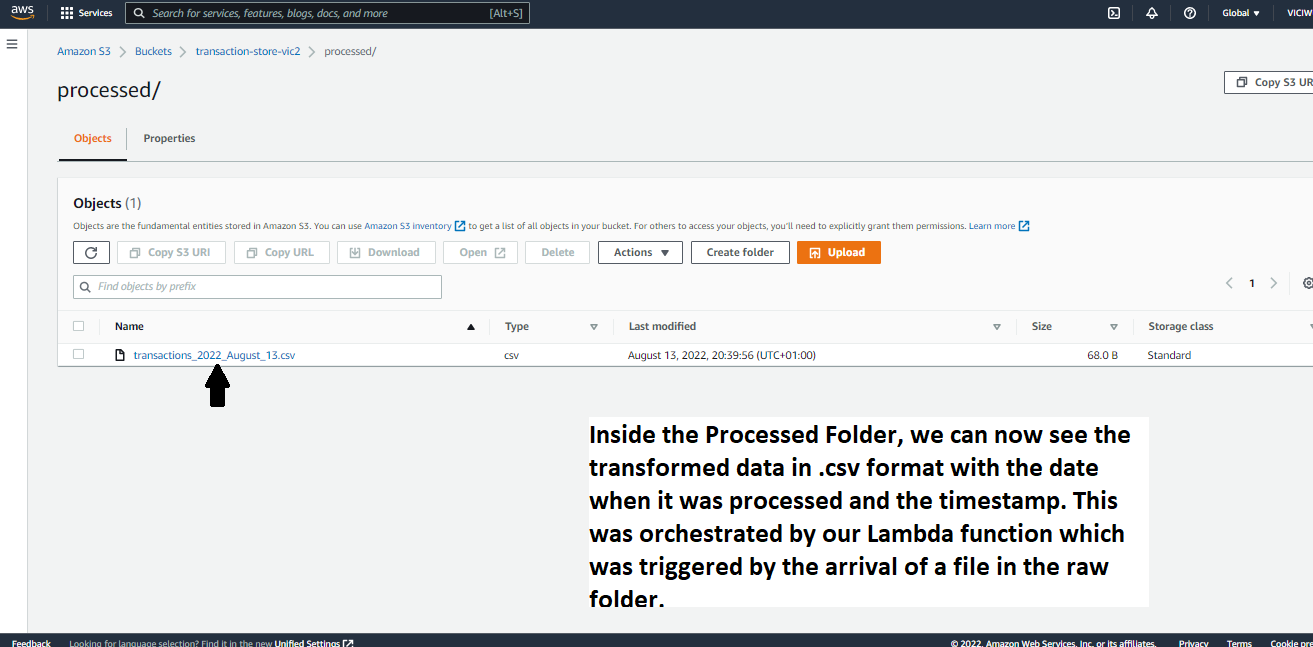 aws
Services
Search for services, features, blogs, docs, and more
[Alt+S]
Global
VICIW
Amazon S3
Buckets
transaction-store-vic2
processed/
processed/
Copy S3 UR
Objects
Properties
Objects (1)
Objects are the fundamental entities stored in Amazon S3. You can use Amazon S3 inventory to get a list of all objects in your bucket. For others to access your objects, you'll need to explicitly grant them permissions. Learn more
Copy S3 URI
Copy URL
Download
Open
Delete
Actions
Create folder
Upload
Find objects by prefix
1
Name
Type
Last modified
Size
Storage class
transactions_2022_August_13.csv
csv
August 13, 2022, 20:39:56 (UTC+01:00)
68.0 B
Standard
Inside the Processed Folder, we can now see the
transformed data in .csv format with the date
when it was processed and the timestamp. This
was orchestrated by our Lambda function which
was triggered by the arrival of a file in the raw
folder.
Feedback
Looking for language selection? Find it in the new Unified Settings
© 2022, Amazon Web Services, Inc. or its affiliates.
Privacy
Terms
Cookie pre